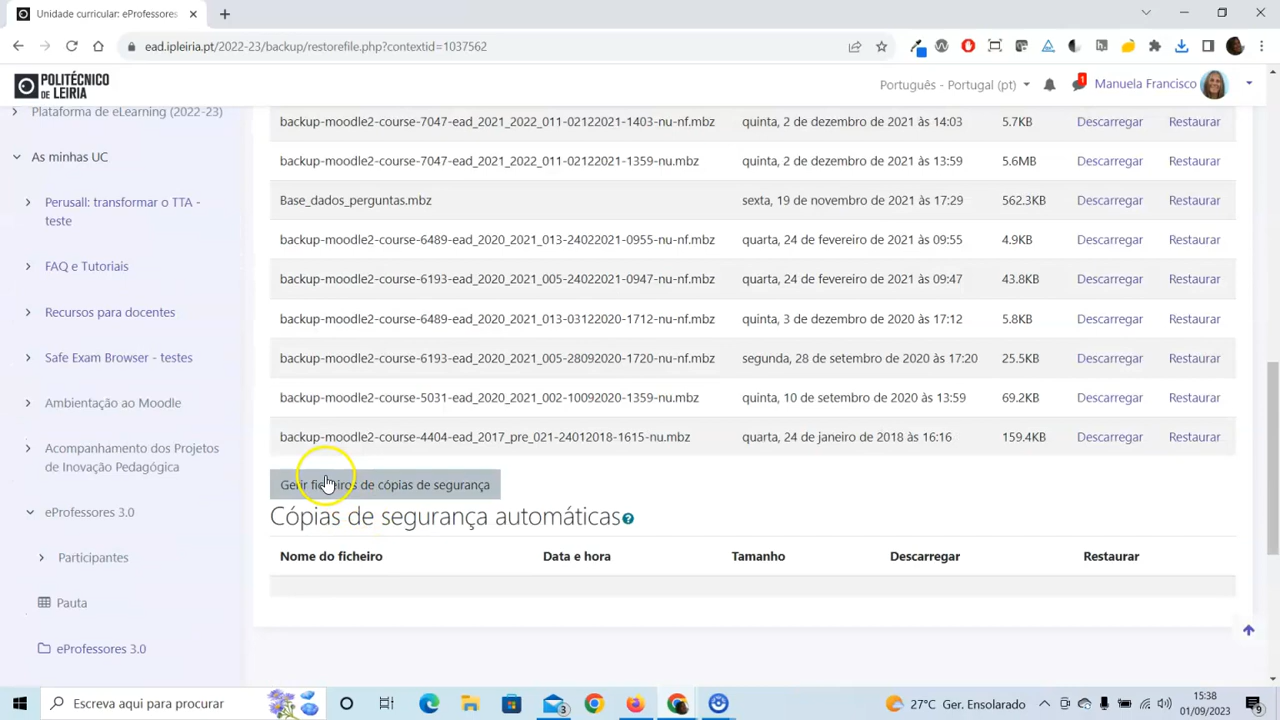 Unidade curricular: eProfessores
ead.ipleiria.pt/2022-23/backup/restorefile.php?contextid=1037562
POLITÉCNICO
DE LEIRIA
Português - Portugal (pt)
1
Manuela Francisco
Plataforma de eLearning (2022-23)
As minhas UC
Perusall: transformar o TTA -
teste
FAQ e Tutoriais
Recursos para docentes
Safe Exam Browser - testes
Ambientação ao Moodle
Acompanhamento dos Projetos
de Inovação Pedagógica
eProfessores 3.0
Participantes
Pauta
eProfessores 3.0
backup-moodle2-course-7047-ead_2021_2022_011-02122021-1403-nu-nf.mbz quinta, 2 de dezembro de 2021 às 14:03 5.7KB Descarregar Restaurar
backup-moodle2-course-7047-ead_2021_2022_011-02122021-1359-nu.mbz quinta, 2 de dezembro de 2021 às 13:59 5.6MB Descarregar Restaurar
Base_dados_perguntas.mbz sexta, 19 de novembro de 2021 às 17:29 562.3KB Descarregar Restaurar
backup-moodle2-course-6489-ead_2020_2021_013-24022021-0955-nu-nf.mbz quarta, 24 de fevereiro de 2021 às 09:55 4.9KB Descarregar Restaurar
backup-moodle2-course-6193-ead_2020_2021_005-24022021-0947-nu-nf.mbz quarta, 24 de fevereiro de 2021 às 09:47 43.8KB Descarregar Restaurar
backup-moodle2-course-6489-ead_2020_2021_013-03122020-1712-nu-nf.mbz quinta, 3 de dezembro de 2020 às 17:12 5.8KB Descarregar Restaurar
backup-moodle2-course-6193-ead_2020_2021_005-28092020-1720-nu-nf.mbz segunda, 28 de setembro de 2020 às 17:20 25.5KB Descarregar Restaurar
backup-moodle2-course-5031-ead_2020_2021_002-10092020-1359-nu.mbz quinta, 10 de setembro de 2020 às 13:59 69.2KB Descarregar Restaurar
backup-moodle2-course-4404-ead_2017_pre_021-24012018-1615-nu.mbz quarta, 24 de janeiro de 2018 às 16:16 159.4KB Descarregar Restaurar
Gerir ficheiros de cópias de segurança
Cópias de segurança automáticas
Nome do ficheiro Data e hora Tamanho Descarregar Restaurar
Escreva aqui para procurar
3
27°C Ger. Ensolarado
15:38
01/09/2023
9